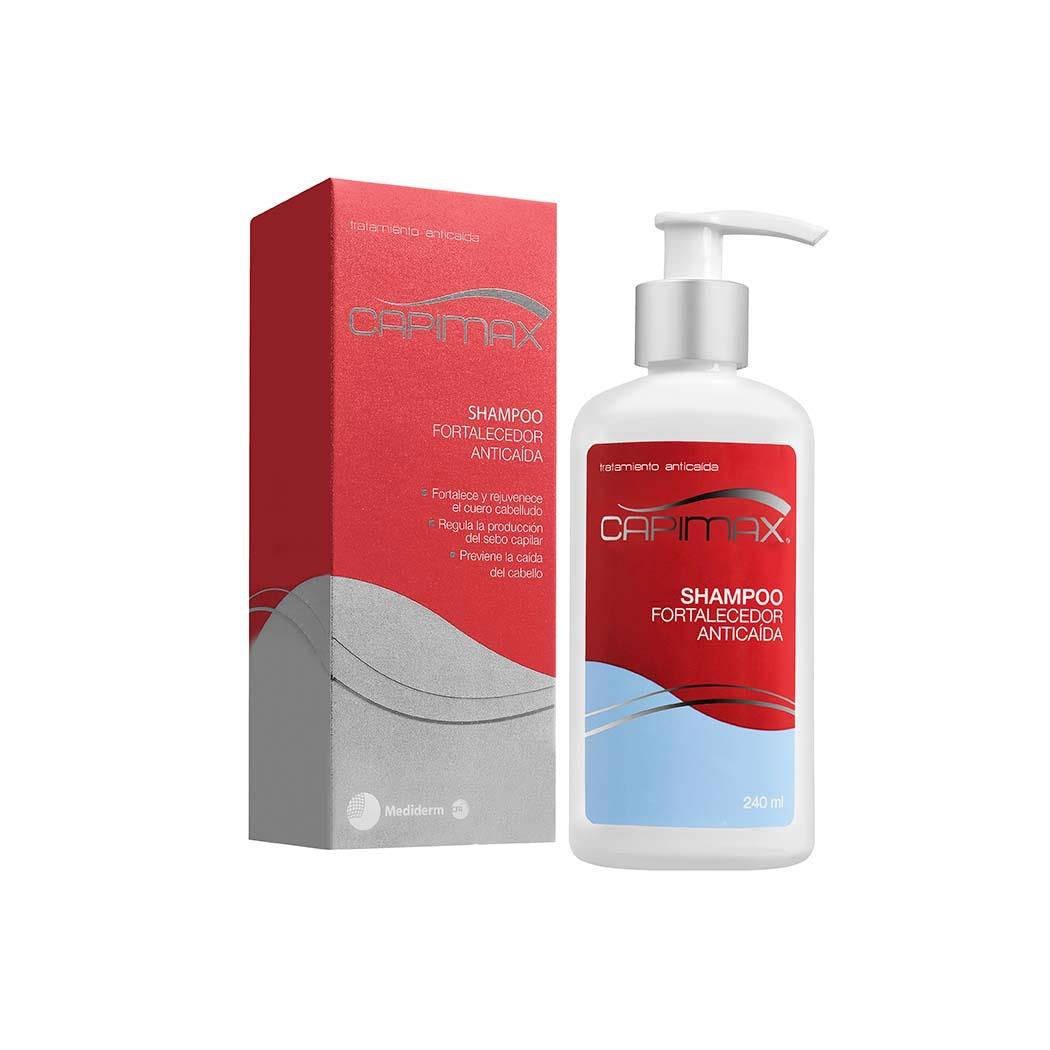 tratamiento anticaída
CAPIMAX
SHAMPOO
FORTALECEDOR
ANTICAÍDA
Fortalece y rejuvenece
el cuero cabelludo
Regula la producción
del sebo capilar
Previene la caída
del cabello
Mediderm
tratamiento anticaída
CAPIMAX®
SHAMPOO
FORTALECEDOR
ANTICAÍDA
240 ml